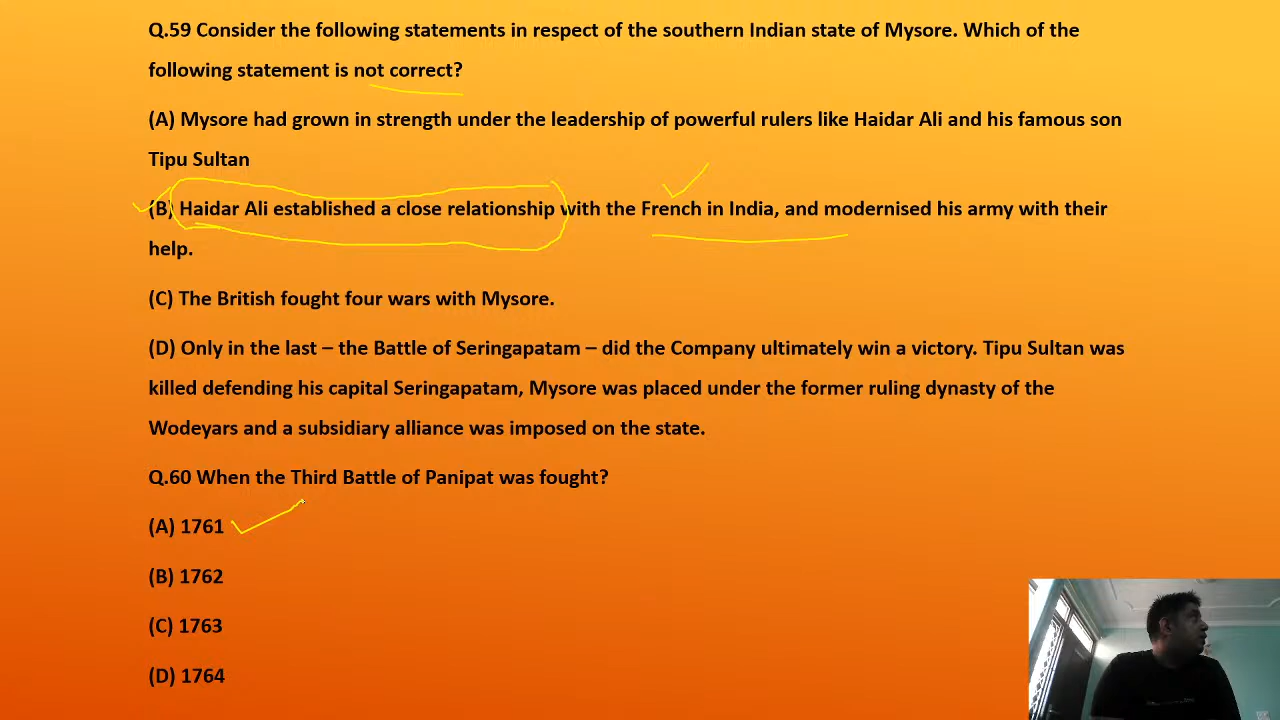 Q.59 Consider the following statements in respect of the southern Indian state of Mysore. Which of the
following statement is not correct?
(A) Mysore had grown in strength under the leadership of powerful rulers like Haidar Ali and his famous son
Tipu Sultan
(B) Haidar Ali established a close relationship with the French in India, and modernised his army with their
help.
(C) The British fought four wars with Mysore.
(D) Only in the last – the Battle of Seringapatam – did the Company ultimately win a victory. Tipu Sultan was
killed defending his capital Seringapatam, Mysore was placed under the former ruling dynasty of the
Wodeyars and a subsidiary alliance was imposed on the state.
Q.60 When the Third Battle of Panipat was fought?
(A) 1761
(B) 1762
(C) 1763
(D) 1764